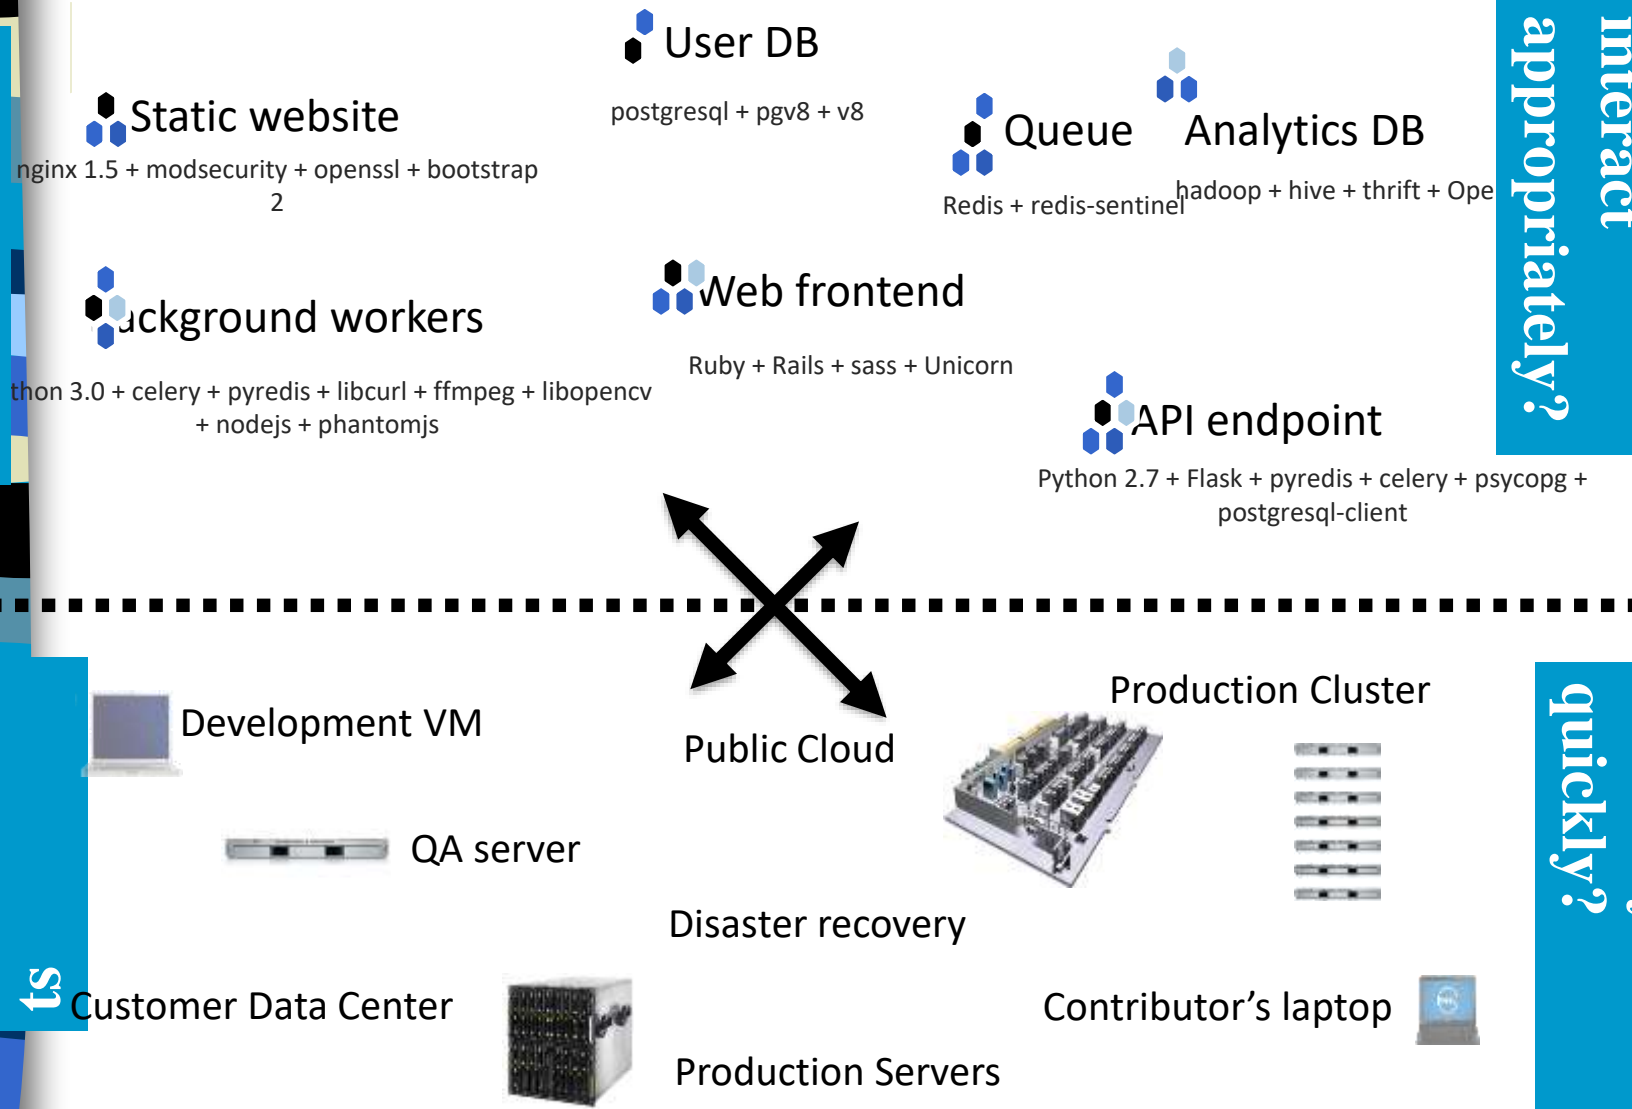 User DB
postgresql + pgv8 + v8
Static website
nginx 1.5 + modsecurity + openssl + bootstrap
2
Queue
Redis + redis-sentinel
Analytics DB
hadoop + hive + thrift + Ope
interact
appropriately?
ackground workers
thon 3.0 + celery + pyredis + libcurl + ffmpeg + libopencv
+ nodejs + phantomjs
Web frontend
Ruby + Rails + sass + Unicorn
API endpoint
Python 2.7 + Flask + pyredis + celery + psycopg +
postgresql-client
Development VM
Public Cloud
Production Cluster
quickly?
QA server
Disaster recovery
ts
Customer Data Center
Contributor’s laptop
Production Servers